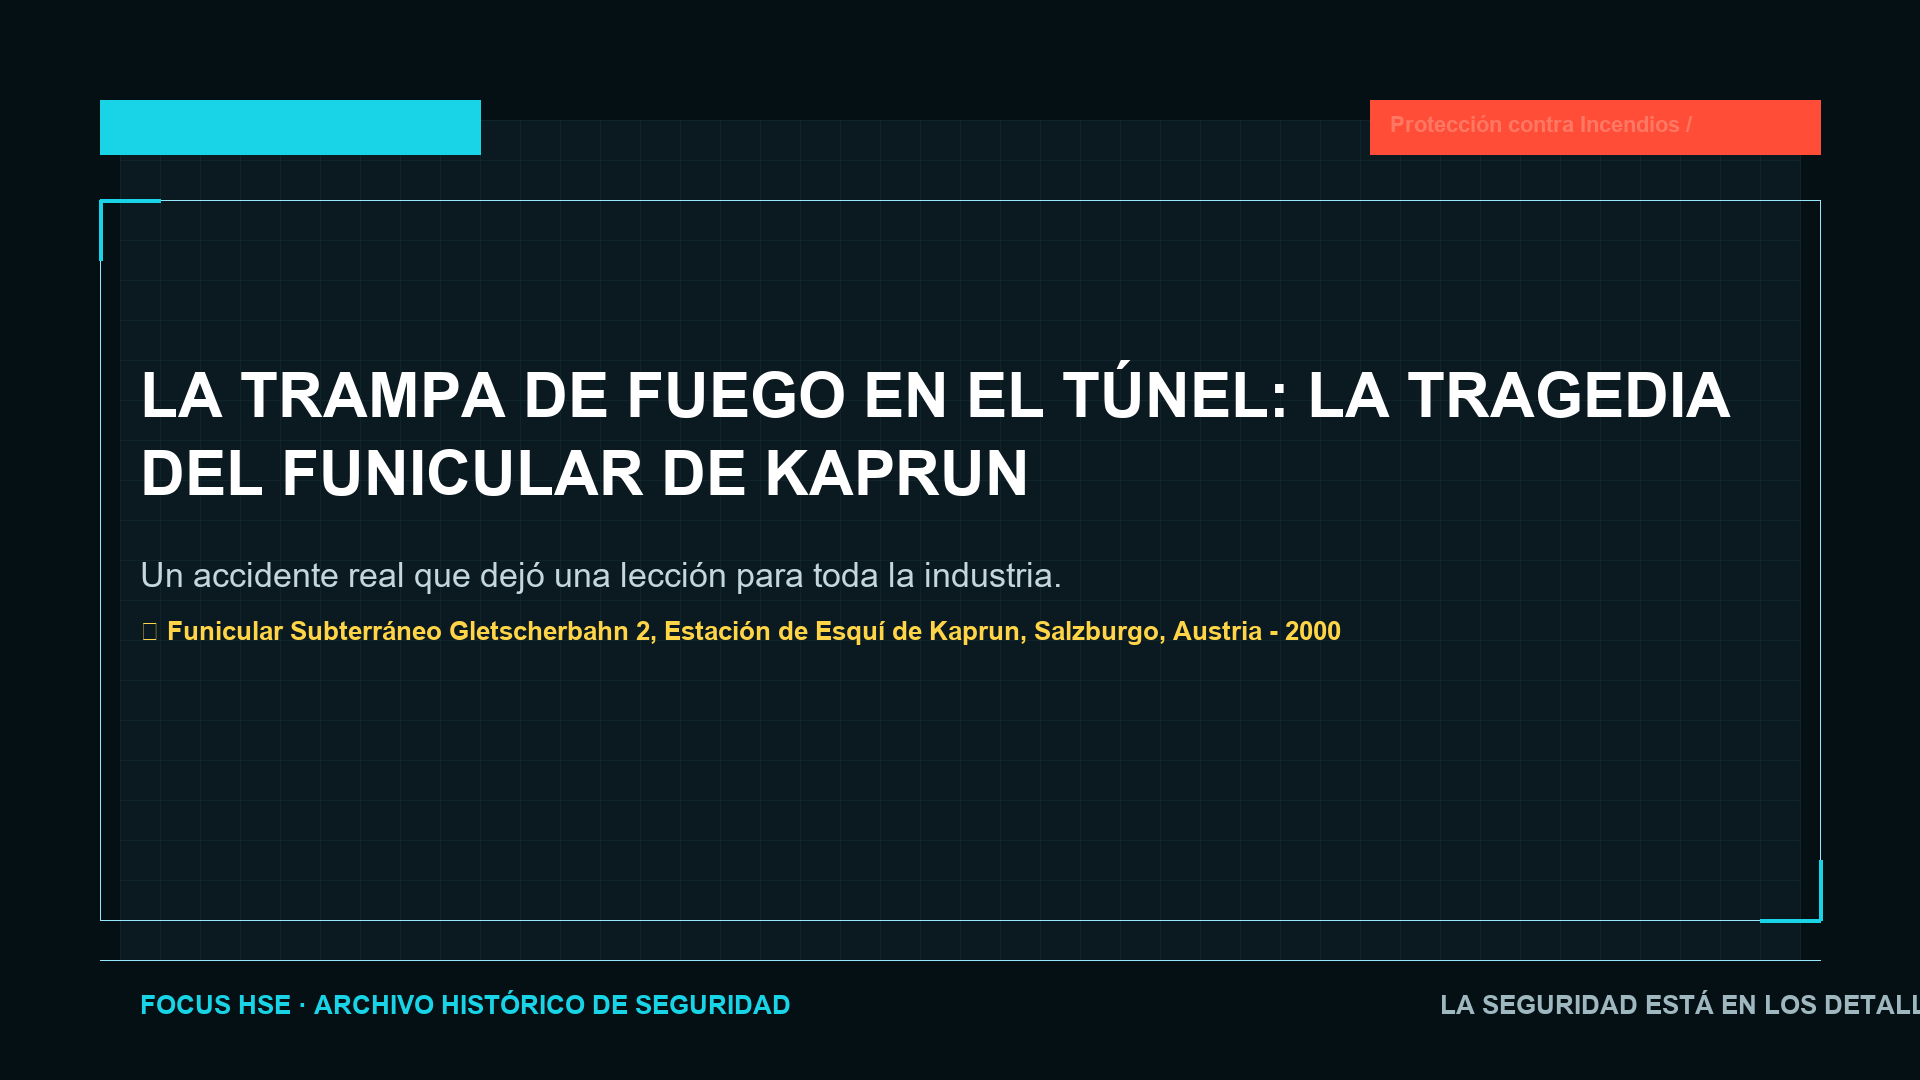 Protección contra Incendios /
LA TRAMPA DE FUEGO EN EL TÚNEL: LA TRAGEDIA
DEL FUNICULAR DE KAPRUN
Un accidente real que dejó una lección para toda la industria.
Funicular Subterráneo Gletscherbahn 2, Estación de Esquí de Kaprun, Salzburgo, Austria - 2000
FOCUS HSE · ARCHIVO HISTÓRICO DE SEGURIDAD
LA SEGURIDAD ESTÁ EN LOS DETALL